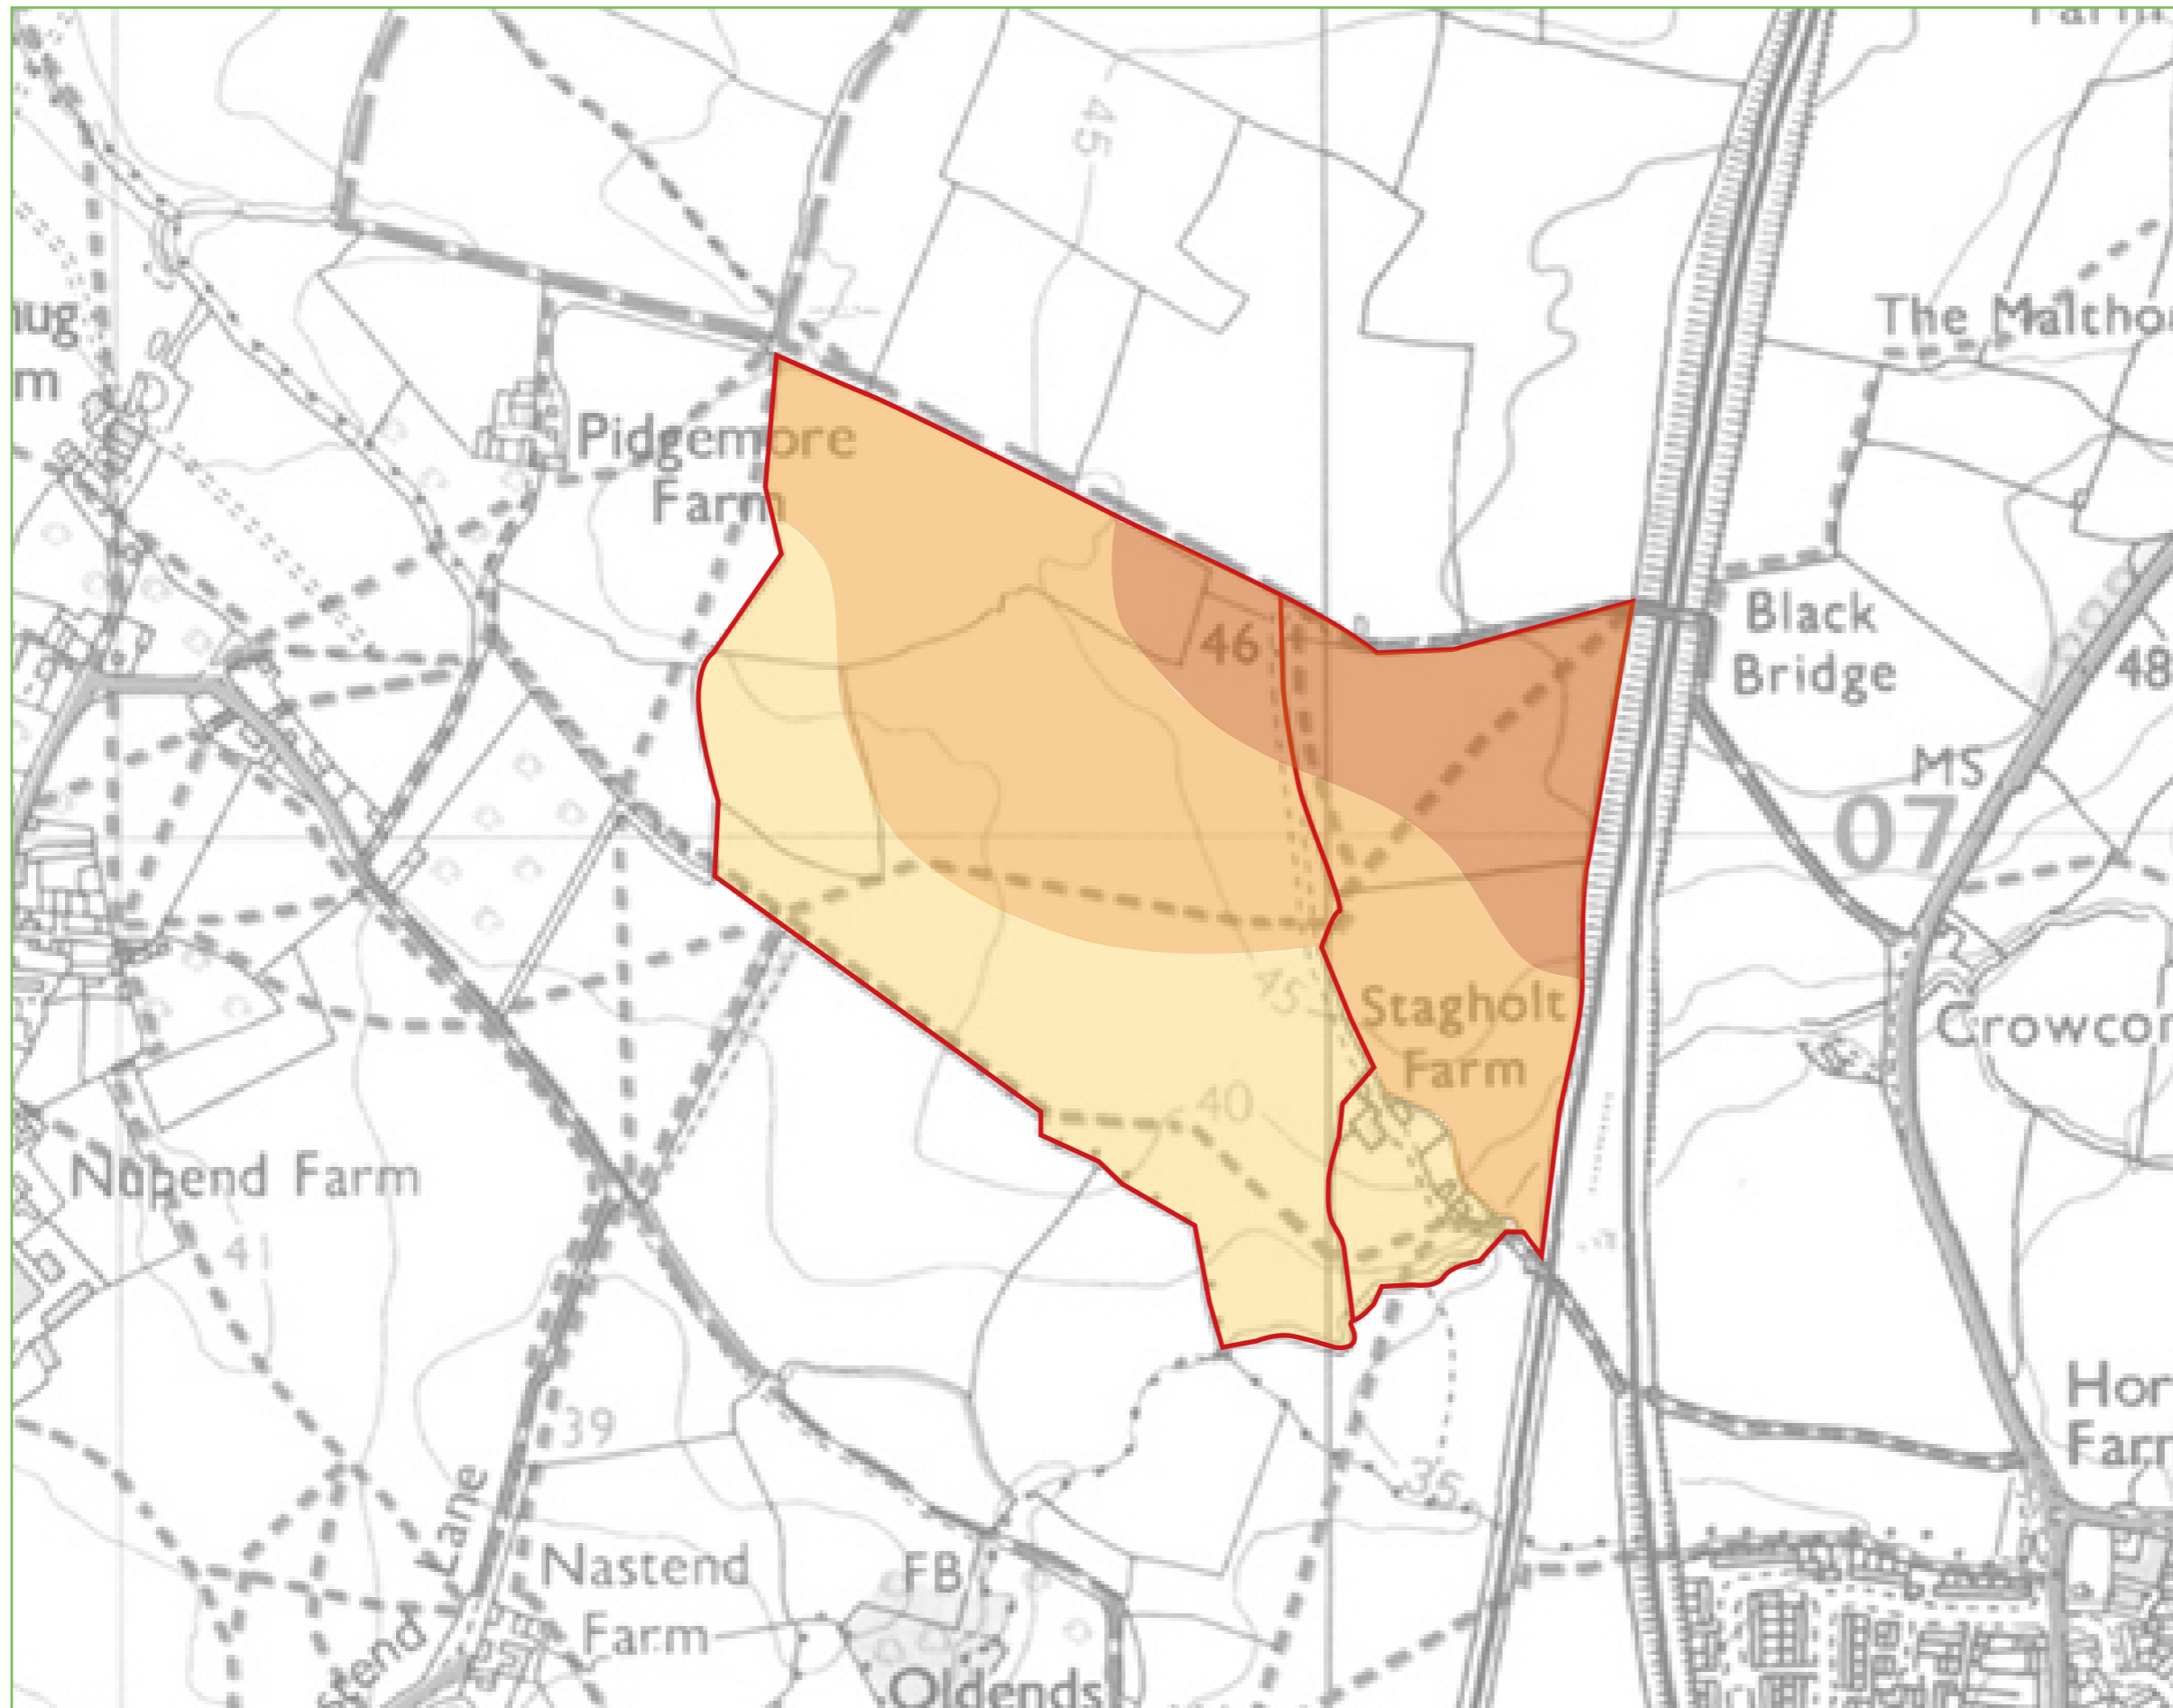 45
The Maltho
Pidgemore
Farm
46
Black
Bridge
48
MS
07
45
Stagholt
Farm
Crowcor
40
Nupend Farm
41
39
Hor
Farr
35
Lane
Nastend
Farm
FB
stend
Oldends